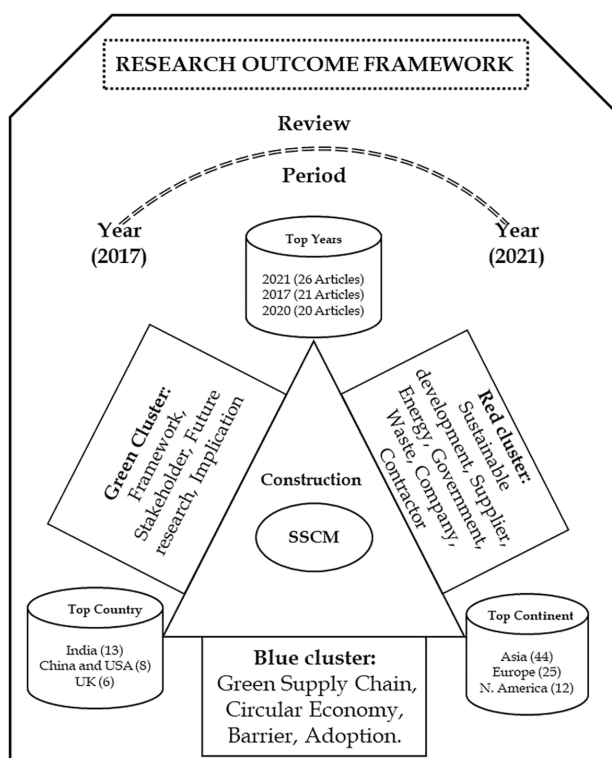 RESEARCH OUTCOME FRAMEWORK
Review
Period
Year
(2017)
Year
(2021)
Top Years
2021 (26 Articles)
2017 (21 Articles)
2020 (20 Articles)
Green Cluster:
Framework,
Stakeholder, Future
research, Implication
Red cluster:
Sustainable
development, Supplier,
Energy, Government,
Waste, Company,
Contractor
Construction
SSCM
Top Country
India (13)
China and USA (8)
UK (6)
Top Continent
Asia (44)
Europe (25)
N. America (12)
Blue cluster:
Green Supply Chain,
Circular Economy,
Barrier, Adoption.